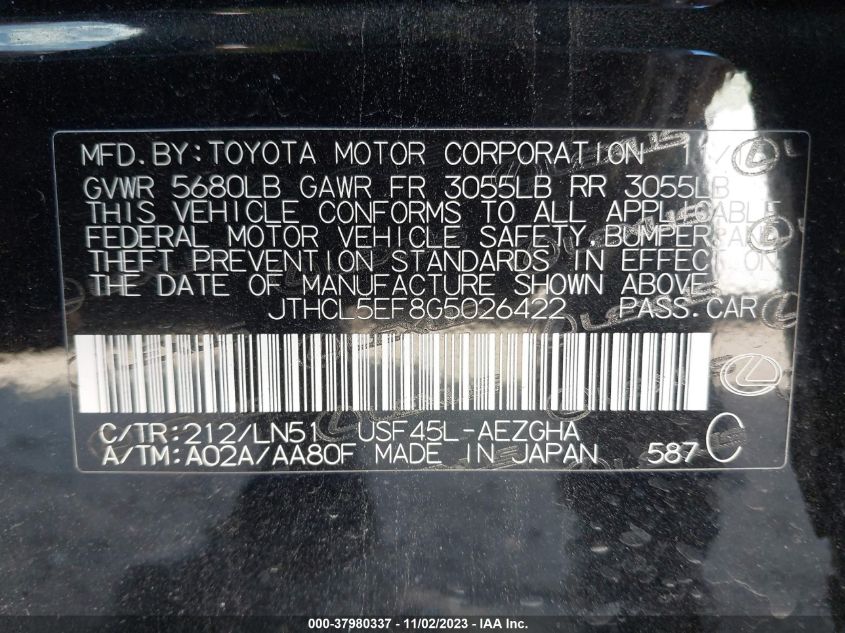 MFD.BY:TOYOTA MOTOR CORPORATION
GVWR 5680LB GAWR FR 3055LB RR 3055LB
THIS VEHICLE CONFORMS TO ALL APPLICABLE
FEDERAL MOTOR VEHICLE SAFETY.BUMPER AND
THEFT PREVENTION STANDARDS IN EFFECT ON
THE DATE OF MANUFACTURE SHOWN ABOVE.
JTHCL5EF8G5026422 PASS.CAR
C/TR:212/LN51 USF45L-AEZGHA
A/TM:A02A/AA80F MADE IN JAPAN 587
000-37980337 - 11/02/2023 - IAA Inc.